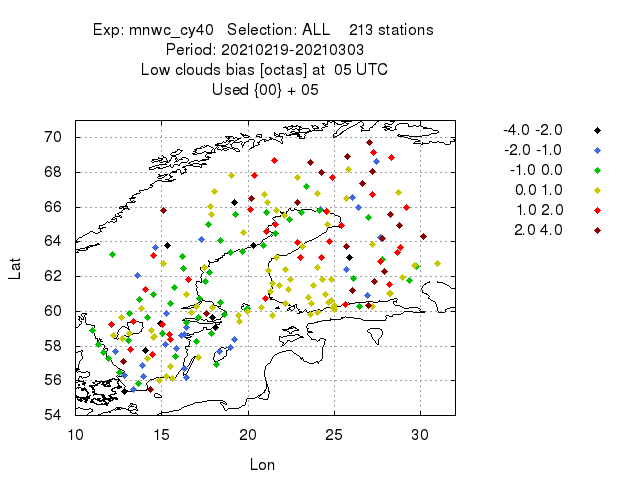 Exp: mnwc_cy40 Selection: ALL 213 stations
Period: 20210219-20210303
Low clouds bias [octas] at 05 UTC
Used {00} + 05
-4.0 -2.0
-2.0 -1.0
-1.0 0.0
0.0 1.0
1.0 2.0
2.0 4.0
70
68
66
64
62
60
58
56
54
Lat
10 15 20 25 30
Lon